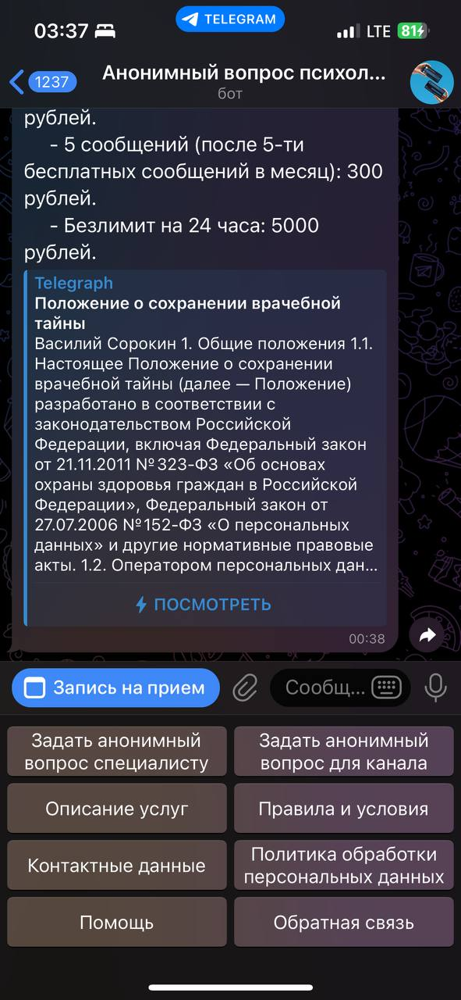 TELEGRAM
03:37
LTE
81
1237
Анонимный вопрос психол...
бот
рублей.
- 5 сообщений (после 5-ти
бесплатных сообщений в месяц): 300
рублей.
- Безлимит на 24 часа: 5000
рублей.
Telegraph
Положение о сохранении врачебной
тайны
Василий Сорокин 1. Общие положения 1.1.
Настоящее Положение о сохранении
врачебной тайны (далее — Положение)
разработано в соответствии с
законодательством Российской
Федерации, включая Федеральный закон
от 21.11.2011 №323-ФЗ «Об основах
охраны здоровья граждан в Российской
Федерации», Федеральный закон от
27.07.2006 №152-ФЗ «О персональных
данных» и другие нормативные правовые
акты. 1.2. Оператором персональных дан...
ПОСМОТРЕТЬ
00:38
Запись на прием
Сообщ...
Задать анонимный
вопрос специалисту
Задать анонимный
вопрос для канала
Описание услуг
Правила и условия
Контактные данные
Политика обработки
персональных данных
Помощь
Обратная связь